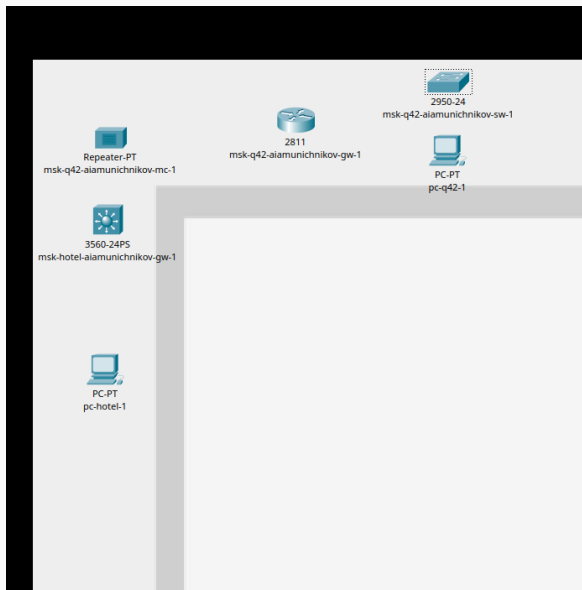 2950-24
msk-q42-aiamunichnikov-sw-1
2811
msk-q42-aiamunichnikov-gw-1
Repeater-PT
msk-q42-aiamunichnikov-mc-1
PC-PT
pc-q42-1
3560-24PS
msk-hotel-aiamunichnikov-gw-1
PC-PT
pc-hotel-1